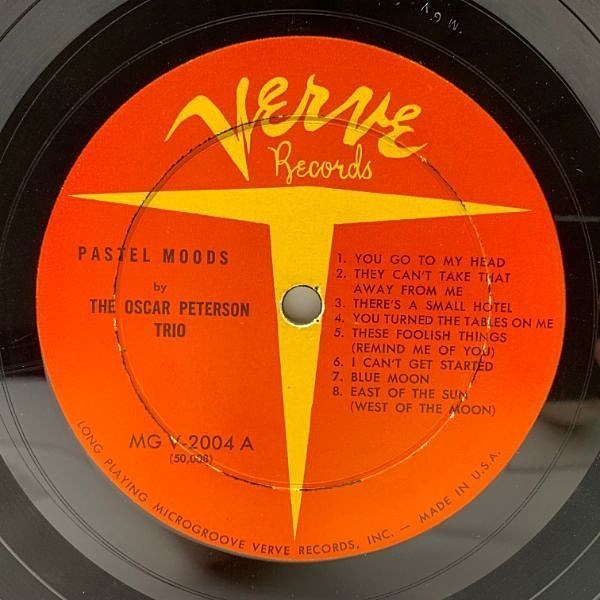 M G V
Verve
Records
PASTEL MOODS
by
THE OSCAR PETERSON
TRIO
1. YOU GO TO MY HEAD
2. THEY CAN'T TAKE THAT
AWAY FROM ME
3. THERE'S A SMALL HOTEL
4. YOU TURNED THE TABLES ON ME
5. THESE FOOLISH THINGS
(REMIND ME OF YOU)
6. I CAN'T GET STARTED
7. BLUE MOON
8. EAST OF THE SUN
(WEST OF THE MOON)
MG V-2004 A
(50,008)
LONG PLAYING MICROGROOVE VERVE RECORDS, INC. — MADE IN U.S.A.